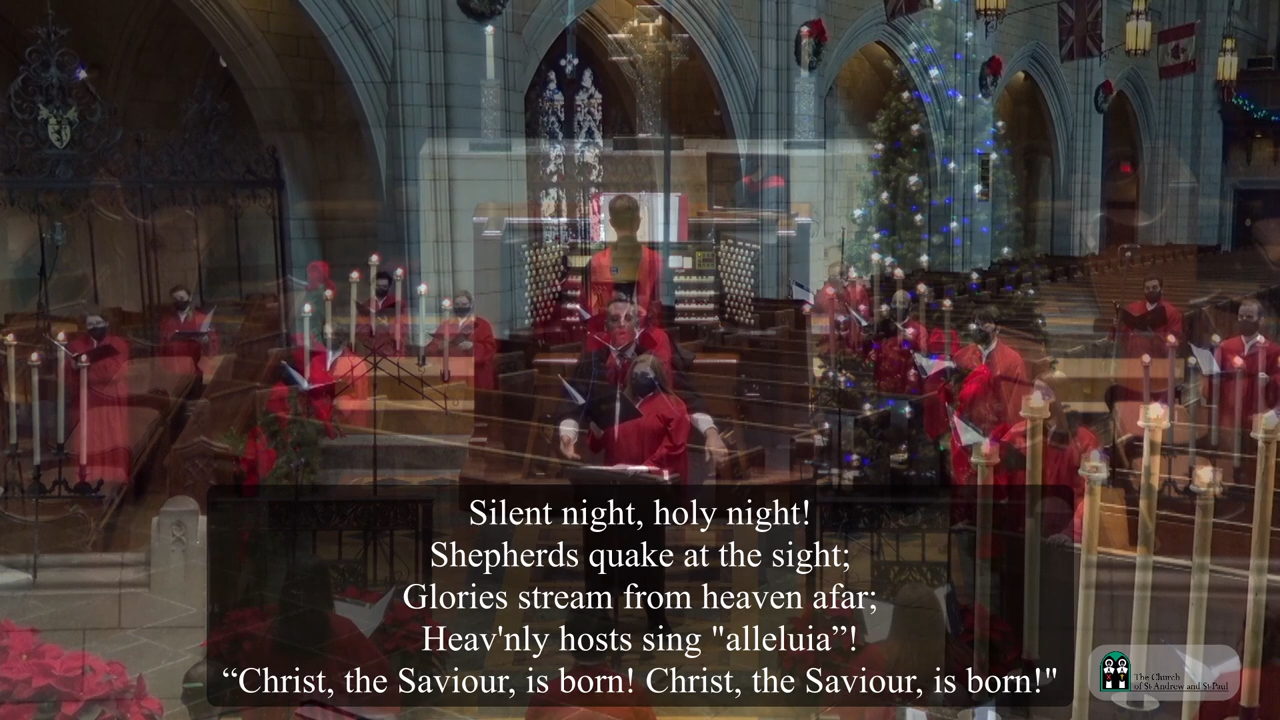 Silent night, holy night!
Shepherds quake at the sight;
Glories stream from heaven afar;
Heav'nly hosts sing "alleluia”!
“Christ, the Saviour, is born! Christ, the Saviour, is born!"
The Church
of St Andrew and St Paul